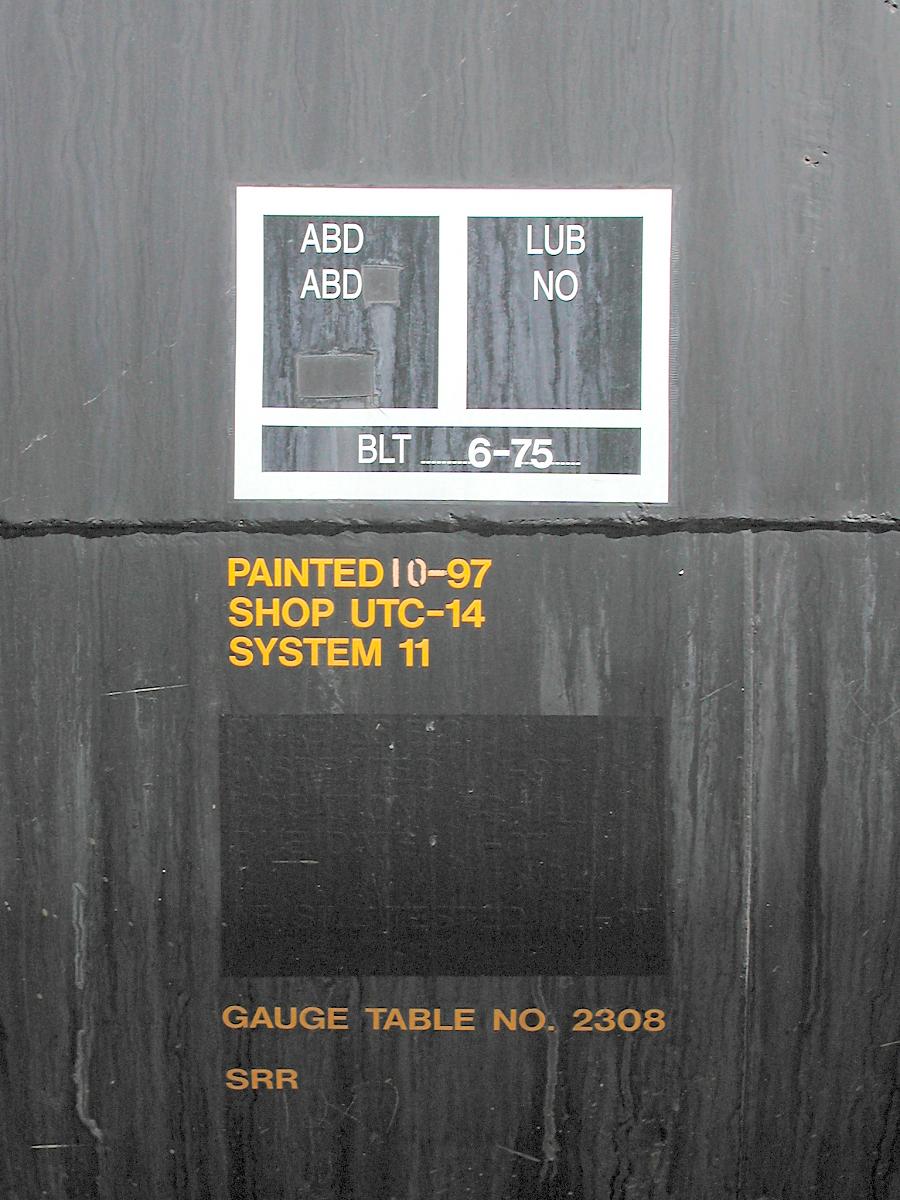 ABD
ABD
LUB
NO
BLT 6-75
PAINTED 10-97
SHOP UTC-14
SYSTEM 11
GAUGE TABLE NO. 2308
SRR